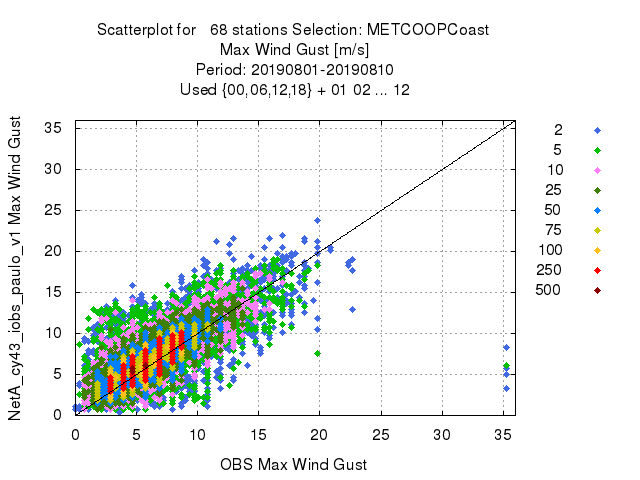 Scatterplot for   68 stations Selection: METCOOPCoast
Max Wind Gust [m/s]
Period: 20190801-20190810
Used {00,06,12,18} + 01 02 ... 12
NetA_cy43_iobs_paulo_v1 Max Wind Gust
35
30
25
20
15
10
5
0
0 5 10 15 20 25 30 35
OBS Max Wind Gust
2
5
10
25
50
75
100
250
500